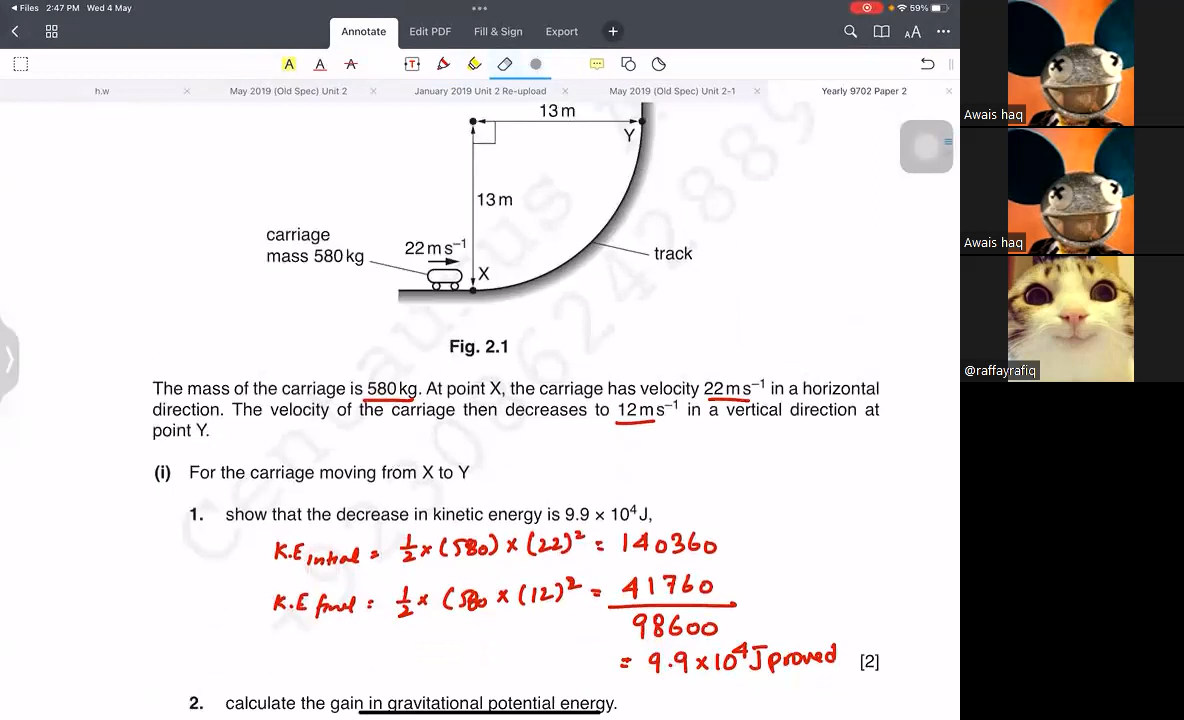 Files 2:47 PM Wed 4 May 59%
Annotate Edit PDF Fill & Sign Export
h.w May 2019 (Old Spec) Unit 2 January 2019 Unit 2 Re-upload May 2019 (Old Spec) Unit 2-1 Yearly 9702 Paper 2
13 m
Y
13 m
carriage
mass 580 kg
22 m s⁻¹
X
track
Fig. 2.1
The mass of the carriage is 580 kg. At point X, the carriage has velocity 22 m s⁻¹ in a horizontal
direction. The velocity of the carriage then decreases to 12 m s⁻¹ in a vertical direction at
point Y.
(i) For the carriage moving from X to Y
1. show that the decrease in kinetic energy is 9.9 × 10⁴ J,
K.E initial = 1/2 × (580) × (22)² = 140360
K.E final = 1/2 × (580 × (12)² = 41760
98600
= 9.9 × 10⁴ J proved [2]
2. calculate the gain in gravitational potential energy.
Awais haq
Awais haq
@raffayrafiq